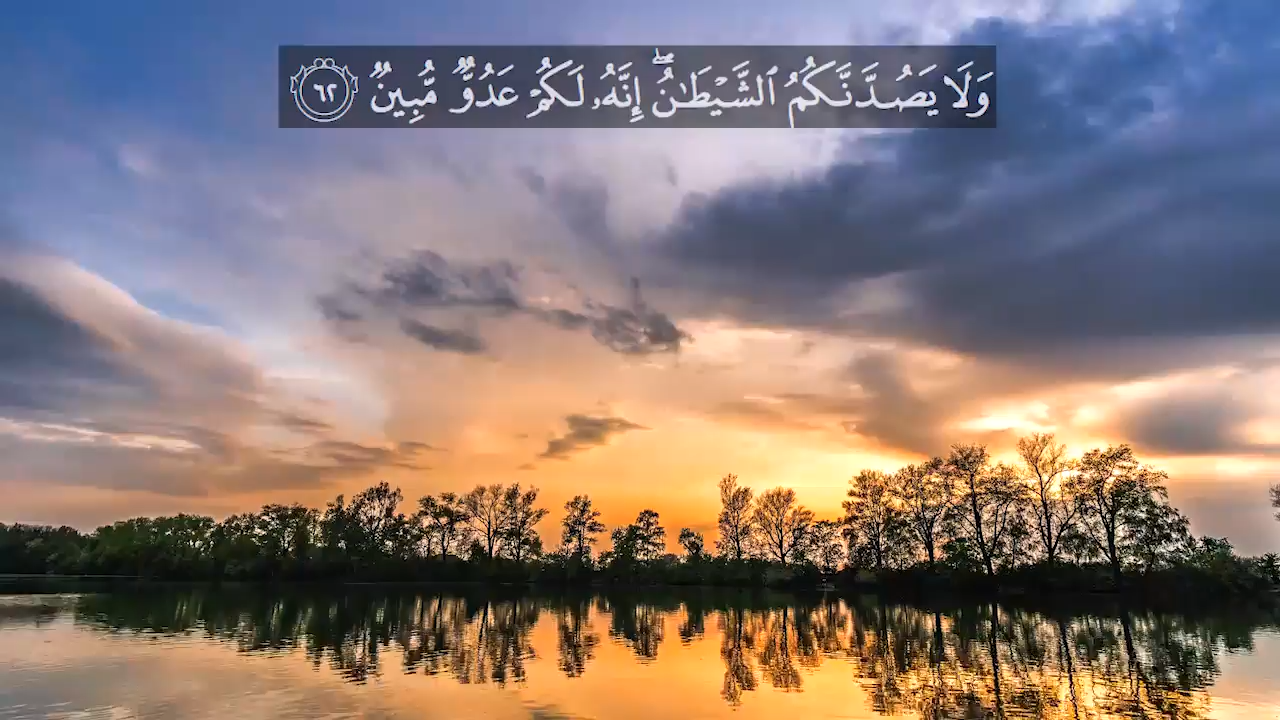 وَلَا يَصُدَّنَّكُمُ ٱلشَّيْطَـٰنُ ۖ إِنَّهُۥ لَكُمْ عَدُوٌّ مُّبِينٌ ٦٢